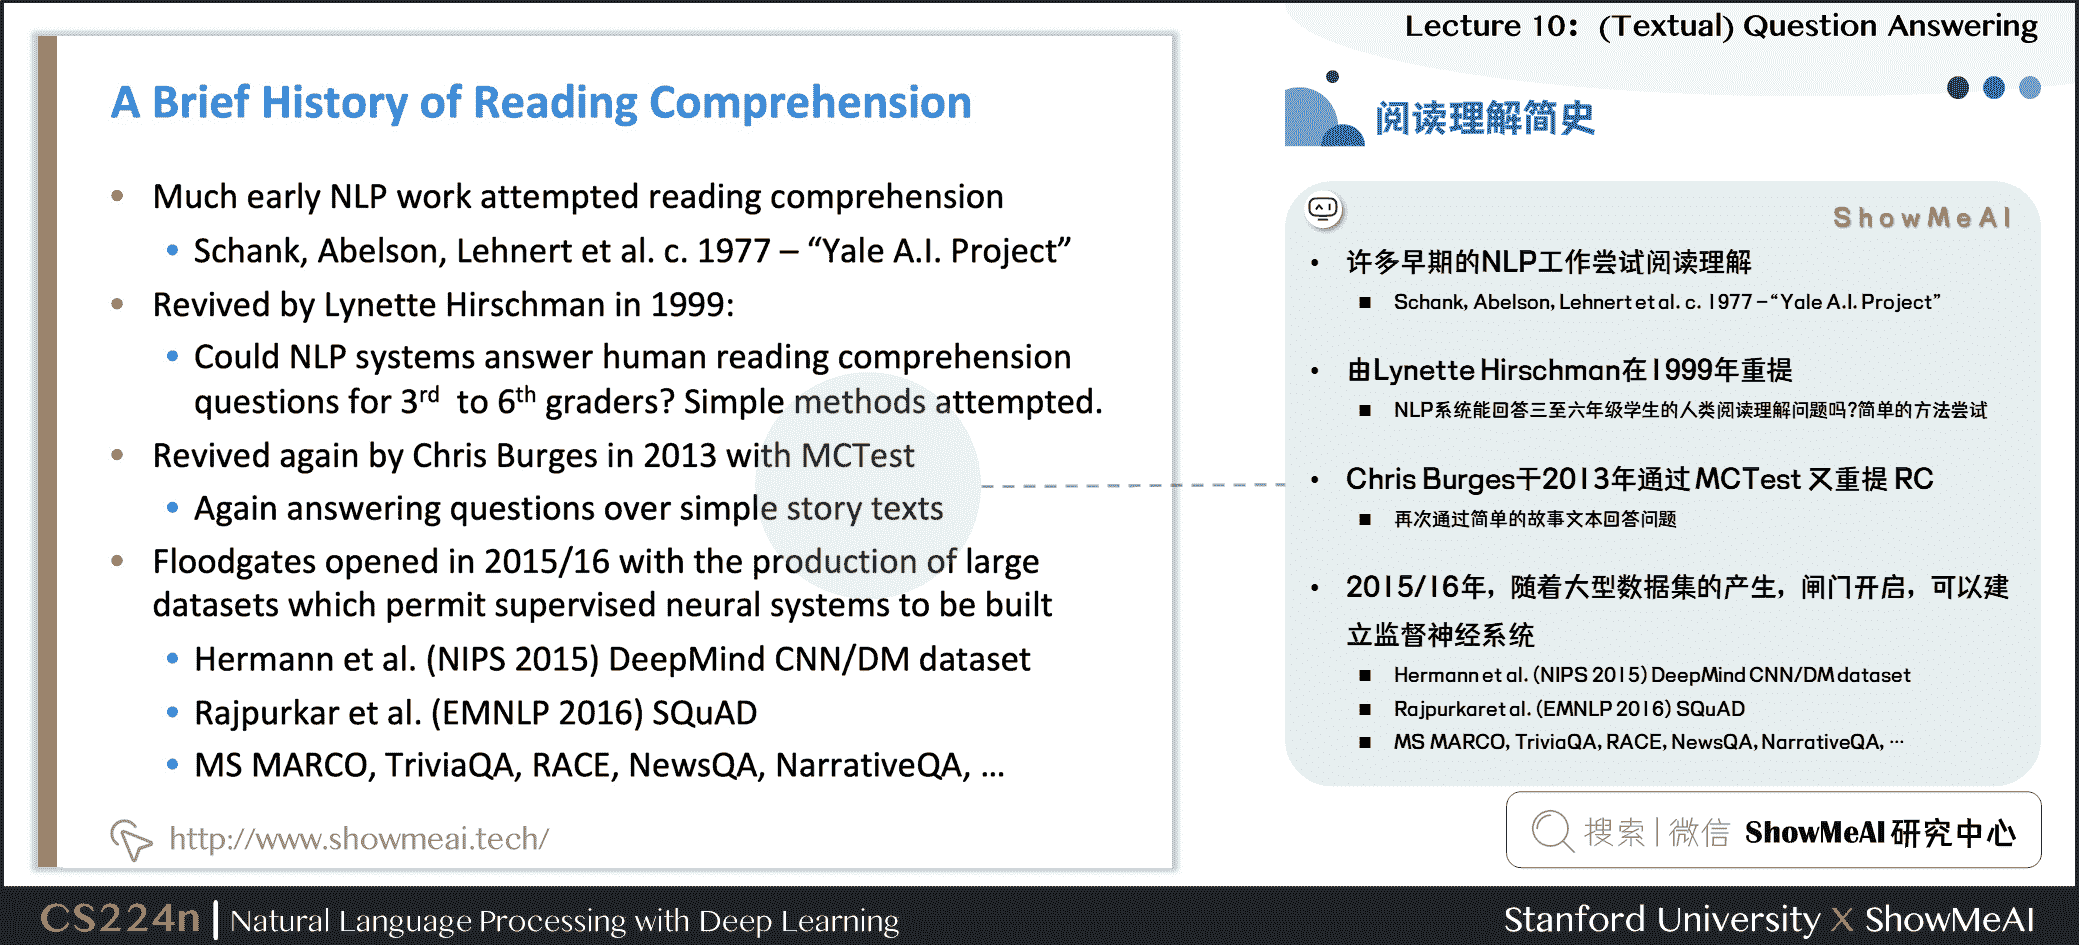 Lecture 10: (Textual) Question Answering
A Brief History of Reading Comprehension
• Much early NLP work attempted reading comprehension
• Schank, Abelson, Lehnert et al. c. 1977 – “Yale A.I. Project”
• Revived by Lynette Hirschman in 1999:
• Could NLP systems answer human reading comprehension
questions for 3rd to 6th graders? Simple methods attempted.
• Revived again by Chris Burges in 2013 with MCTest
• Again answering questions over simple story texts
• Floodgates opened in 2015/16 with the production of large
datasets which permit supervised neural systems to be built
• Hermann et al. (NIPS 2015) DeepMind CNN/DM dataset
• Rajpurkar et al. (EMNLP 2016) SQuAD
• MS MARCO, TriviaQA, RACE, NewsQA, NarrativeQA, …
http://www.showmeai.tech/
阅读理解简史
ShowMeAI
• 许多早期的NLP工作尝试阅读理解
■ Schank, Abelson, Lehnert et al. c. 1977 – “Yale A.I. Project”
• 由Lynette Hirschman在1999年重提
■ NLP系统能回答三至六年级学生的人类阅读理解问题吗?简单的方法尝试
• Chris Burges于2013年通过 MCTest 又重提 RC
■ 再次通过简单的故事文本回答问题
• 2015/16年，随着大型数据集的产生，闸门开启，可以建
立监督神经系统
■ Hermann et al. (NIPS 2015) DeepMind CNN/DM dataset
■ Rajpurkaret al. (EMNLP 2016) SQuAD
■ MS MARCO, TriviaQA, RACE, NewsQA, NarrativeQA, …
搜索 | 微信 ShowMeAI 研究中心
CS224n | Natural Language Processing with Deep Learning
Stanford University X ShowMeAI